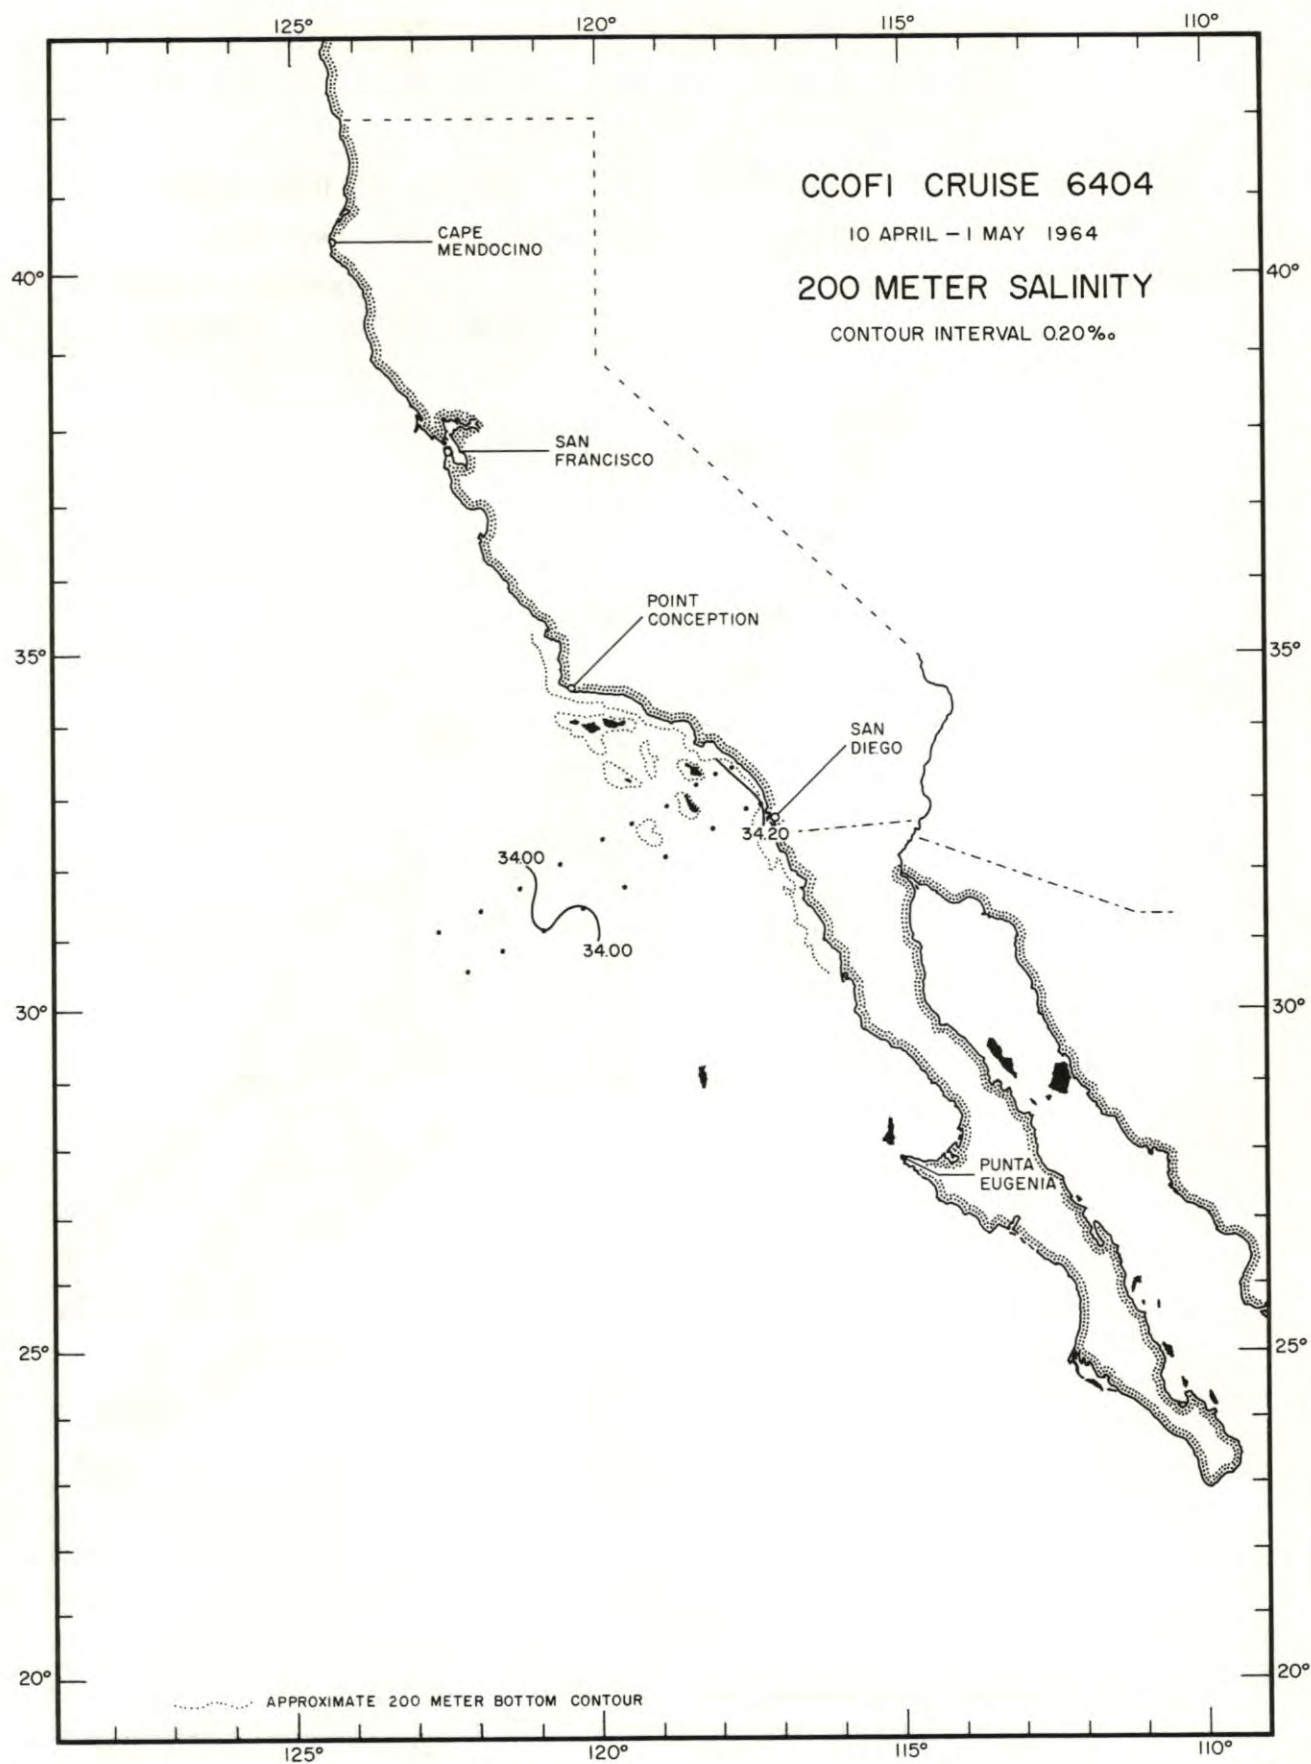 125°
120°
115°
110°
CCOFI CRUISE 6404
10 APRIL – 1 MAY 1964
CAPE
MENDOCINO
40°
40°
200 METER SALINITY
CONTOUR INTERVAL 0.20‰
SAN
FRANCISCO
POINT
CONCEPTION
35°
35°
SAN
DIEGO
34.20
34.00
34.00
30°
30°
PUNTA
EUGENIA
25°
25°
20°
20°
APPROXIMATE 200 METER BOTTOM CONTOUR
125°
120°
115°
110°